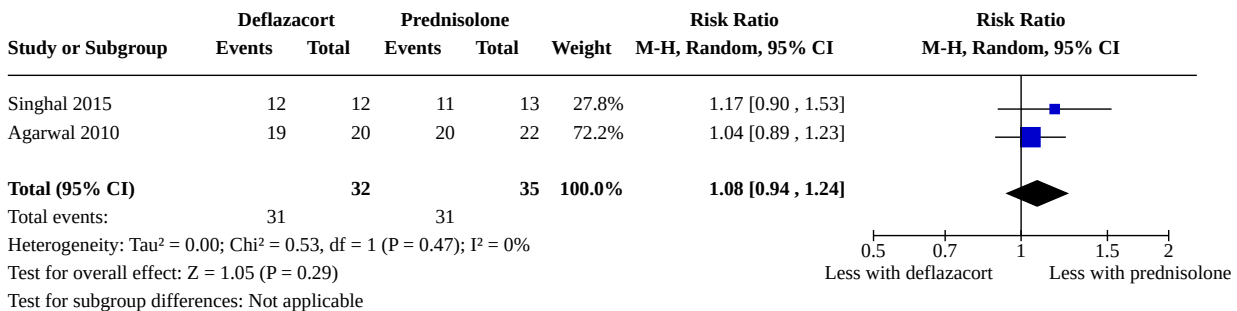 Deflazacort Prednisolone Risk Ratio Risk Ratio
Study or Subgroup Events Total Events Total Weight M-H, Random, 95% CI M-H, Random, 95% CI
Singhal 2015 12 12 11 13 27.8% 1.17 [0.90 , 1.53]
Agarwal 2010 19 20 20 22 72.2% 1.04 [0.89 , 1.23]
Total (95% CI) 32 35 100.0% 1.08 [0.94 , 1.24]
Total events: 31 31
Heterogeneity: Tau² = 0.00; Chi² = 0.53, df = 1 (P = 0.47); I² = 0%
0.5 0.7 1 1.5 2
Test for overall effect: Z = 1.05 (P = 0.29)
Less with deflazacort Less with prednisolone
Test for subgroup differences: Not applicable